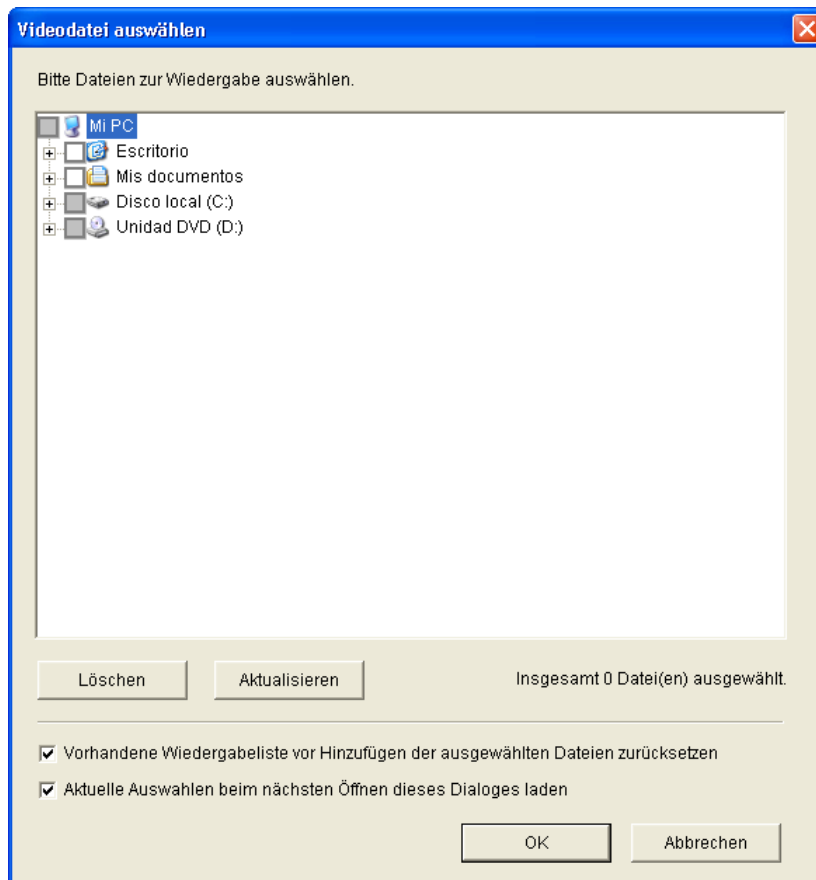 Videodatei auswählen
Bitte Dateien zur Wiedergabe auswählen.
Mi PC
Escritorio
Mis documentos
Disco local (C:)
Unidad DVD (D:)
Löschen
Aktualisieren
Insgesamt 0 Datei(en) ausgewählt.
Vorhandene Wiedergabeliste vor Hinzufügen der ausgewählten Dateien zurücksetzen
Aktuelle Auswahlen beim nächsten Öffnen dieses Dialoges laden
OK
Abbrechen